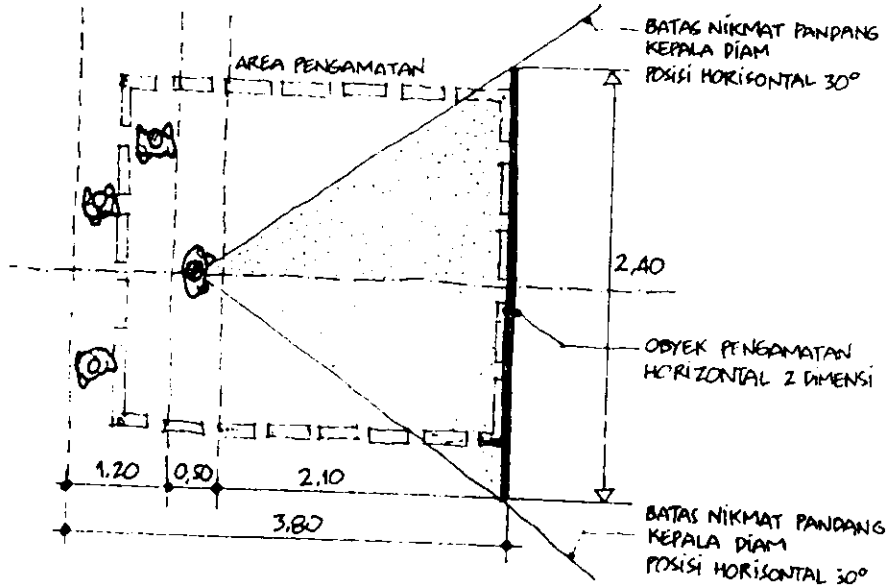 BATAS NIKMAT PANDANG
KEPALA DIAM
POSISI HORISONTAL 30°
AREA PENGAMATAN
2,40
OBYEK PENGAMATAN
HORIZONTAL 2 DIMENSI
1.20
0,50
2.10
3.80
BATAS NIKMAT PANDANG
KEPALA DIAM
POSISI HORISONTAL 30°